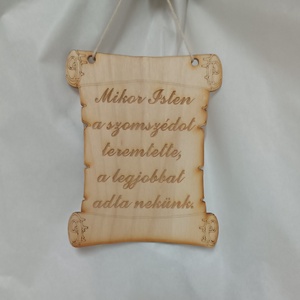 Mikor Isten
a szomszédot
teremtette,
a legjobbat
adta nekünk.